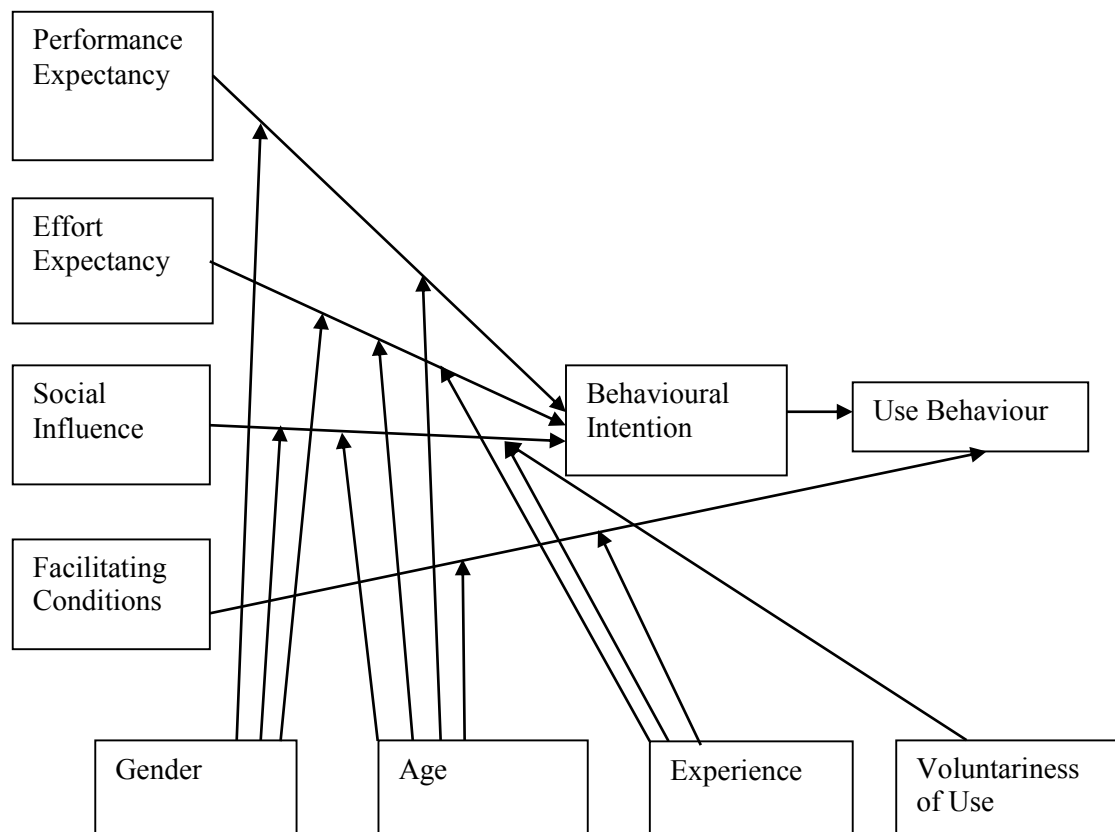 Performance
Expectancy
Effort
Expectancy
Social
Influence
Behavioural
Intention
Use Behaviour
Facilitating
Conditions
Gender
Age
Experience
Voluntariness
of Use